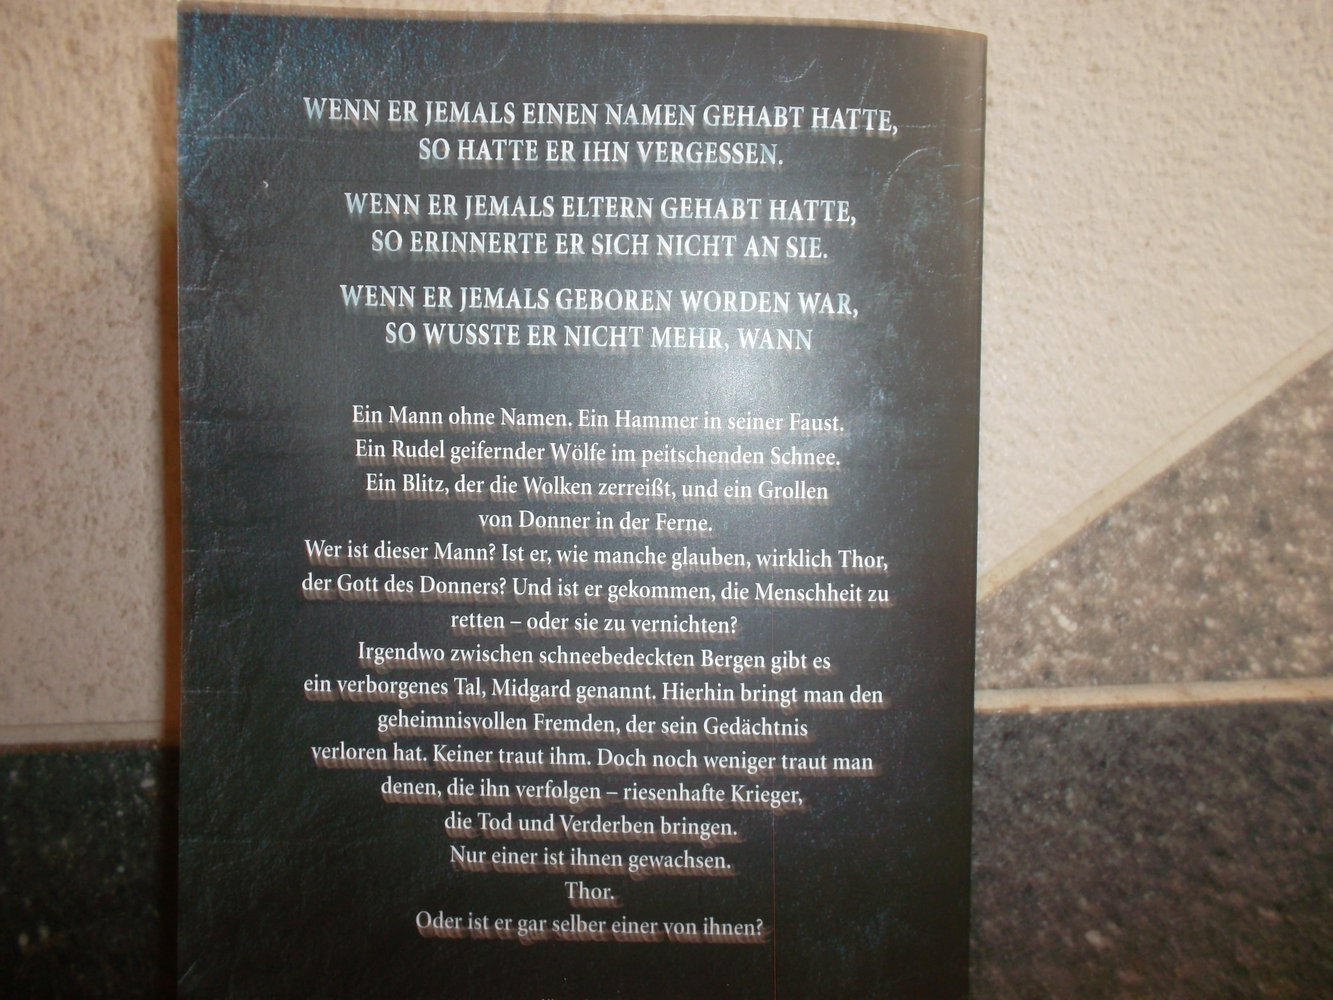 WENN ER JEMALS EINEN NAMEN GEHABT HATTE,
SO HATTE ER IHN VERGESSEN.
WENN ER JEMALS ELTERN GEHABT HATTE,
SO ERINNERTE ER SICH NICHT AN SIE.
WENN ER JEMALS GEBOREN WORDEN WAR,
SO WUSSTE ER NICHT MEHR, WANN
Ein Mann ohne Namen. Ein Hammer in seiner Faust.
Ein Rudel geifernder Wölfe im peitschenden Schnee.
Ein Blitz, der die Wolken zerreißt, und ein Grollen
von Donner in der Ferne.
Wer ist dieser Mann? Ist er, wie manche glauben, wirklich Thor,
der Gott des Donners? Und ist er gekommen, die Menschheit zu
retten – oder sie zu vernichten?
Irgendwo zwischen schneebedeckten Bergen gibt es
ein verborgenes Tal, Midgard genannt. Hierhin bringt man den
geheimnisvollen Fremden, der sein Gedächtnis
verloren hat. Keiner traut ihm. Doch noch weniger traut man
denen, die ihn verfolgen – riesenhafte Krieger,
die Tod und Verderben bringen.
Nur einer ist ihnen gewachsen.
Thor.
Oder ist er gar selber einer von ihnen?